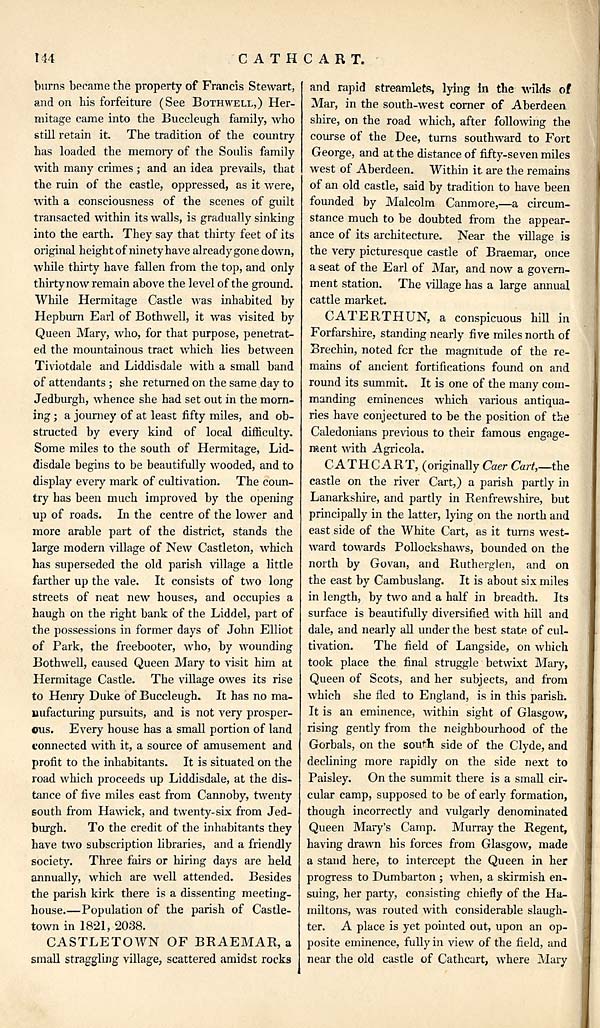 144
CATHCART.
burns became the property of Francis Stewart,
and on his forfeiture (See BOTHWELL,) Her-
mitage came into the Buccleugh family, who
still retain it. The tradition of the country
has loaded the memory of the Soulis family
with many crimes ; and an idea prevails, that
the ruin of the castle, oppressed, as it were,
with a consciousness of the scenes of guilt
transacted within its walls, is gradually sinking
into the earth. They say that thirty feet of its
original height of ninety have already gone down,
while thirty have fallen from the top, and only
thirty now remain above the level of the ground.
While Hermitage Castle was inhabited by
Hepburn Earl of Bothwell, it was visited by
Queen Mary, who, for that purpose, penetrat-
ed the mountainous tract which lies between
Tiviotdale and Liddisdale with a small band
of attendants ; she returned on the same day to
Jedburgh, whence she had set out in the morn-
ing ; a journey of at least fifty miles, and ob-
structed by every kind of local difficulty.
Some miles to the south of Hermitage, Lid-
disdale begins to be beautifully wooded, and to
display every mark of cultivation. The coun-
try has been much improved by the opening
up of roads. In the centre of the lower and
more arable part of the district, stands the
large modern village of New Castleton, which
has superseded the old parish village a little
farther up the vale. It consists of two long
streets of neat new houses, and occupies a
haugh on the right bank of the Liddel, part of
the possessions in former days of John Elliot
of Park, the freebooter, who, by wounding
Bothwell, caused Queen Mary to visit him at
Hermitage Castle. The village owes its rise
to Henry Duke of Buccleugh. It has no ma-
nufacturing pursuits, and is not very prosper-
ous. Every house has a small portion of land
connected with it, a source of amusement and
profit to the inhabitants. It is situated on the
road which proceeds up Liddisdale, at the dis-
tance of five miles east from Cannoby, twenty
south from Hawick, and twenty-six from Jed-
burgh. To the credit of the inhabitants they
have two subscription libraries, and a friendly
society. Three fairs or hiring days are held
annually, which are well attended. Besides
the parish kirk there is a dissenting meeting-
house.—Population of the parish of Castle-
town in 1821, 2038.
CASTLETOWN OF BRAEMAR, a
small straggling village, scattered amidst rocks
and rapid streamlets, lying in the wilds of
Mar, in the south-west corner of Aberdeen
shire, on the road which, after following the
course of the Dee, turns southward to Fort
George, and at the distance of fifty-seven miles
west of Aberdeen. Within it are the remains
of an old castle, said by tradition to have been
founded by Malcolm Canmore,—a circum-
stance much to be doubted from the appear-
ance of its architecture. Near the village is
the very picturesque castle of Braemar, once
a seat of the Earl of Mar, and now a govern-
ment station. The village has a large annual
cattle market.
CATERTHUN, a conspicuous hill in
Forfarshire, standing nearly five miles north of
Brechin, noted for the magnitude of the re-
mains of ancient fortifications found on and
round its summit. It is one of the many com-
manding eminences which various antiqua-
ries have conjectured to be the position of the
Caledonians previous to their famous engage-
ment with Agricola.
CATHCART, (originally Caer Cart,—the
castle on the river Cart,) a parish partly in
Lanarkshire, and partly in Renfrewshire, but
principally in the latter, lying on the north and
east side of the White Cart, as it turns west-
ward towards Pollockshaws, bounded on the
north by Govan, and Rutherglen, and on
the east by Cambuslang. It is about six miles
in length, by two and a half in breadth. Its
surface is beautifully diversified with hill and
dale, and nearly all under the best state of cul-
tivation. The field of Langside, on which
took place the final struggle betwixt Mary,
Queen of Scots, and her subjects, and from
which she fled to England, is in this parish.
It is an eminence, within sight of Glasgow,
rising gently from the neighbourhood of the
Gorbals, on the south side of the Clyde, and
declining more rapidly on the side next to
Paisley. On the summit there is a small cir-
cular camp, supposed to be of early formation,
though incorrectly and vulgarly denominated
Queen Mary's Camp. Murray the Regent,
having drawn his forces from Glasgow, made
a stand here, to intercept the Queen in her
progress to Dumbarton ; when, a skirmish en-
suing, her party, consisting chiefly of the Ha-
miltons, was routed with considerable slaugh-
ter. A place is yet pointed out, upon an op-
posite eminence, fully in view of the field, and
near the old castle of Cathcart, where Mary